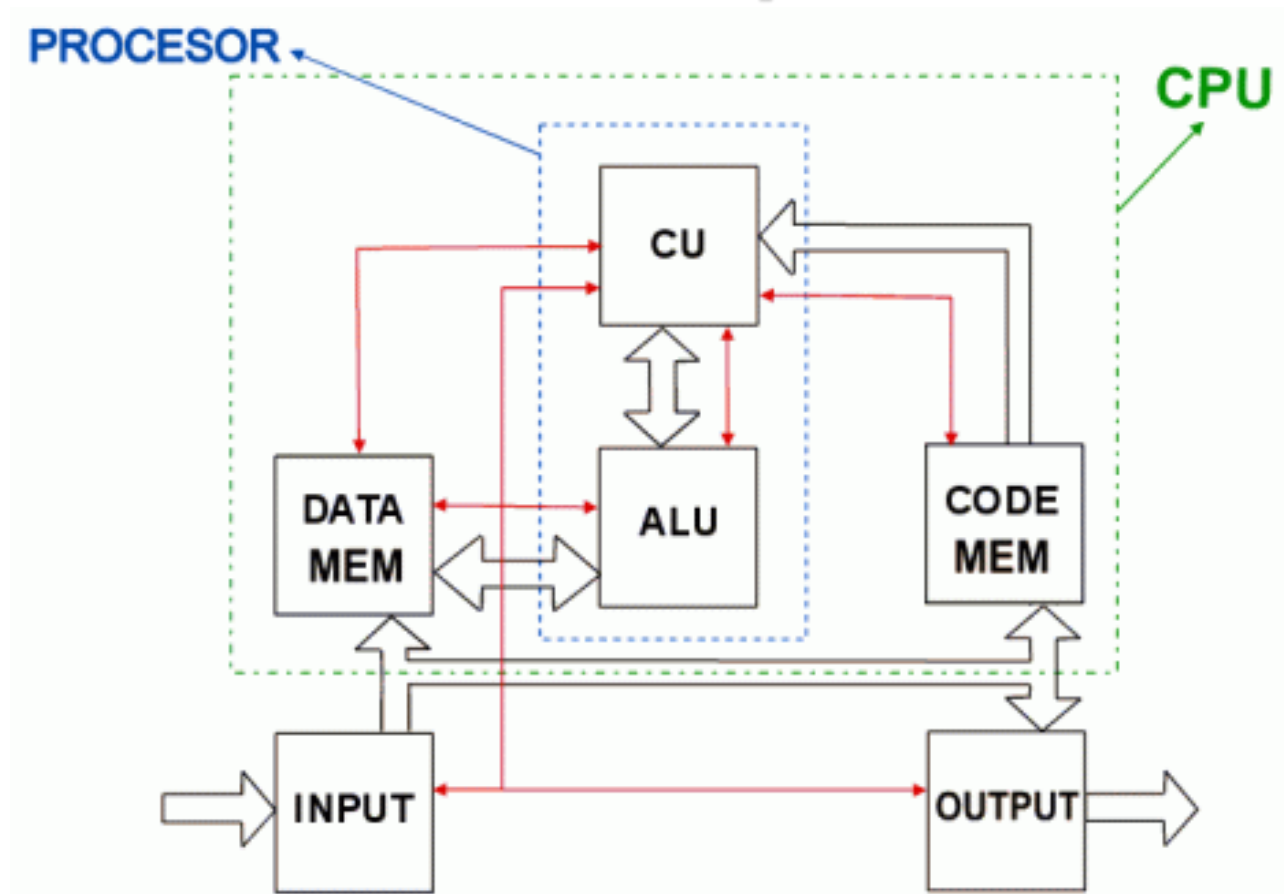 PROCESOR
CPU
CU
DATA
MEM
ALU
CODE
MEM
INPUT
OUTPUT